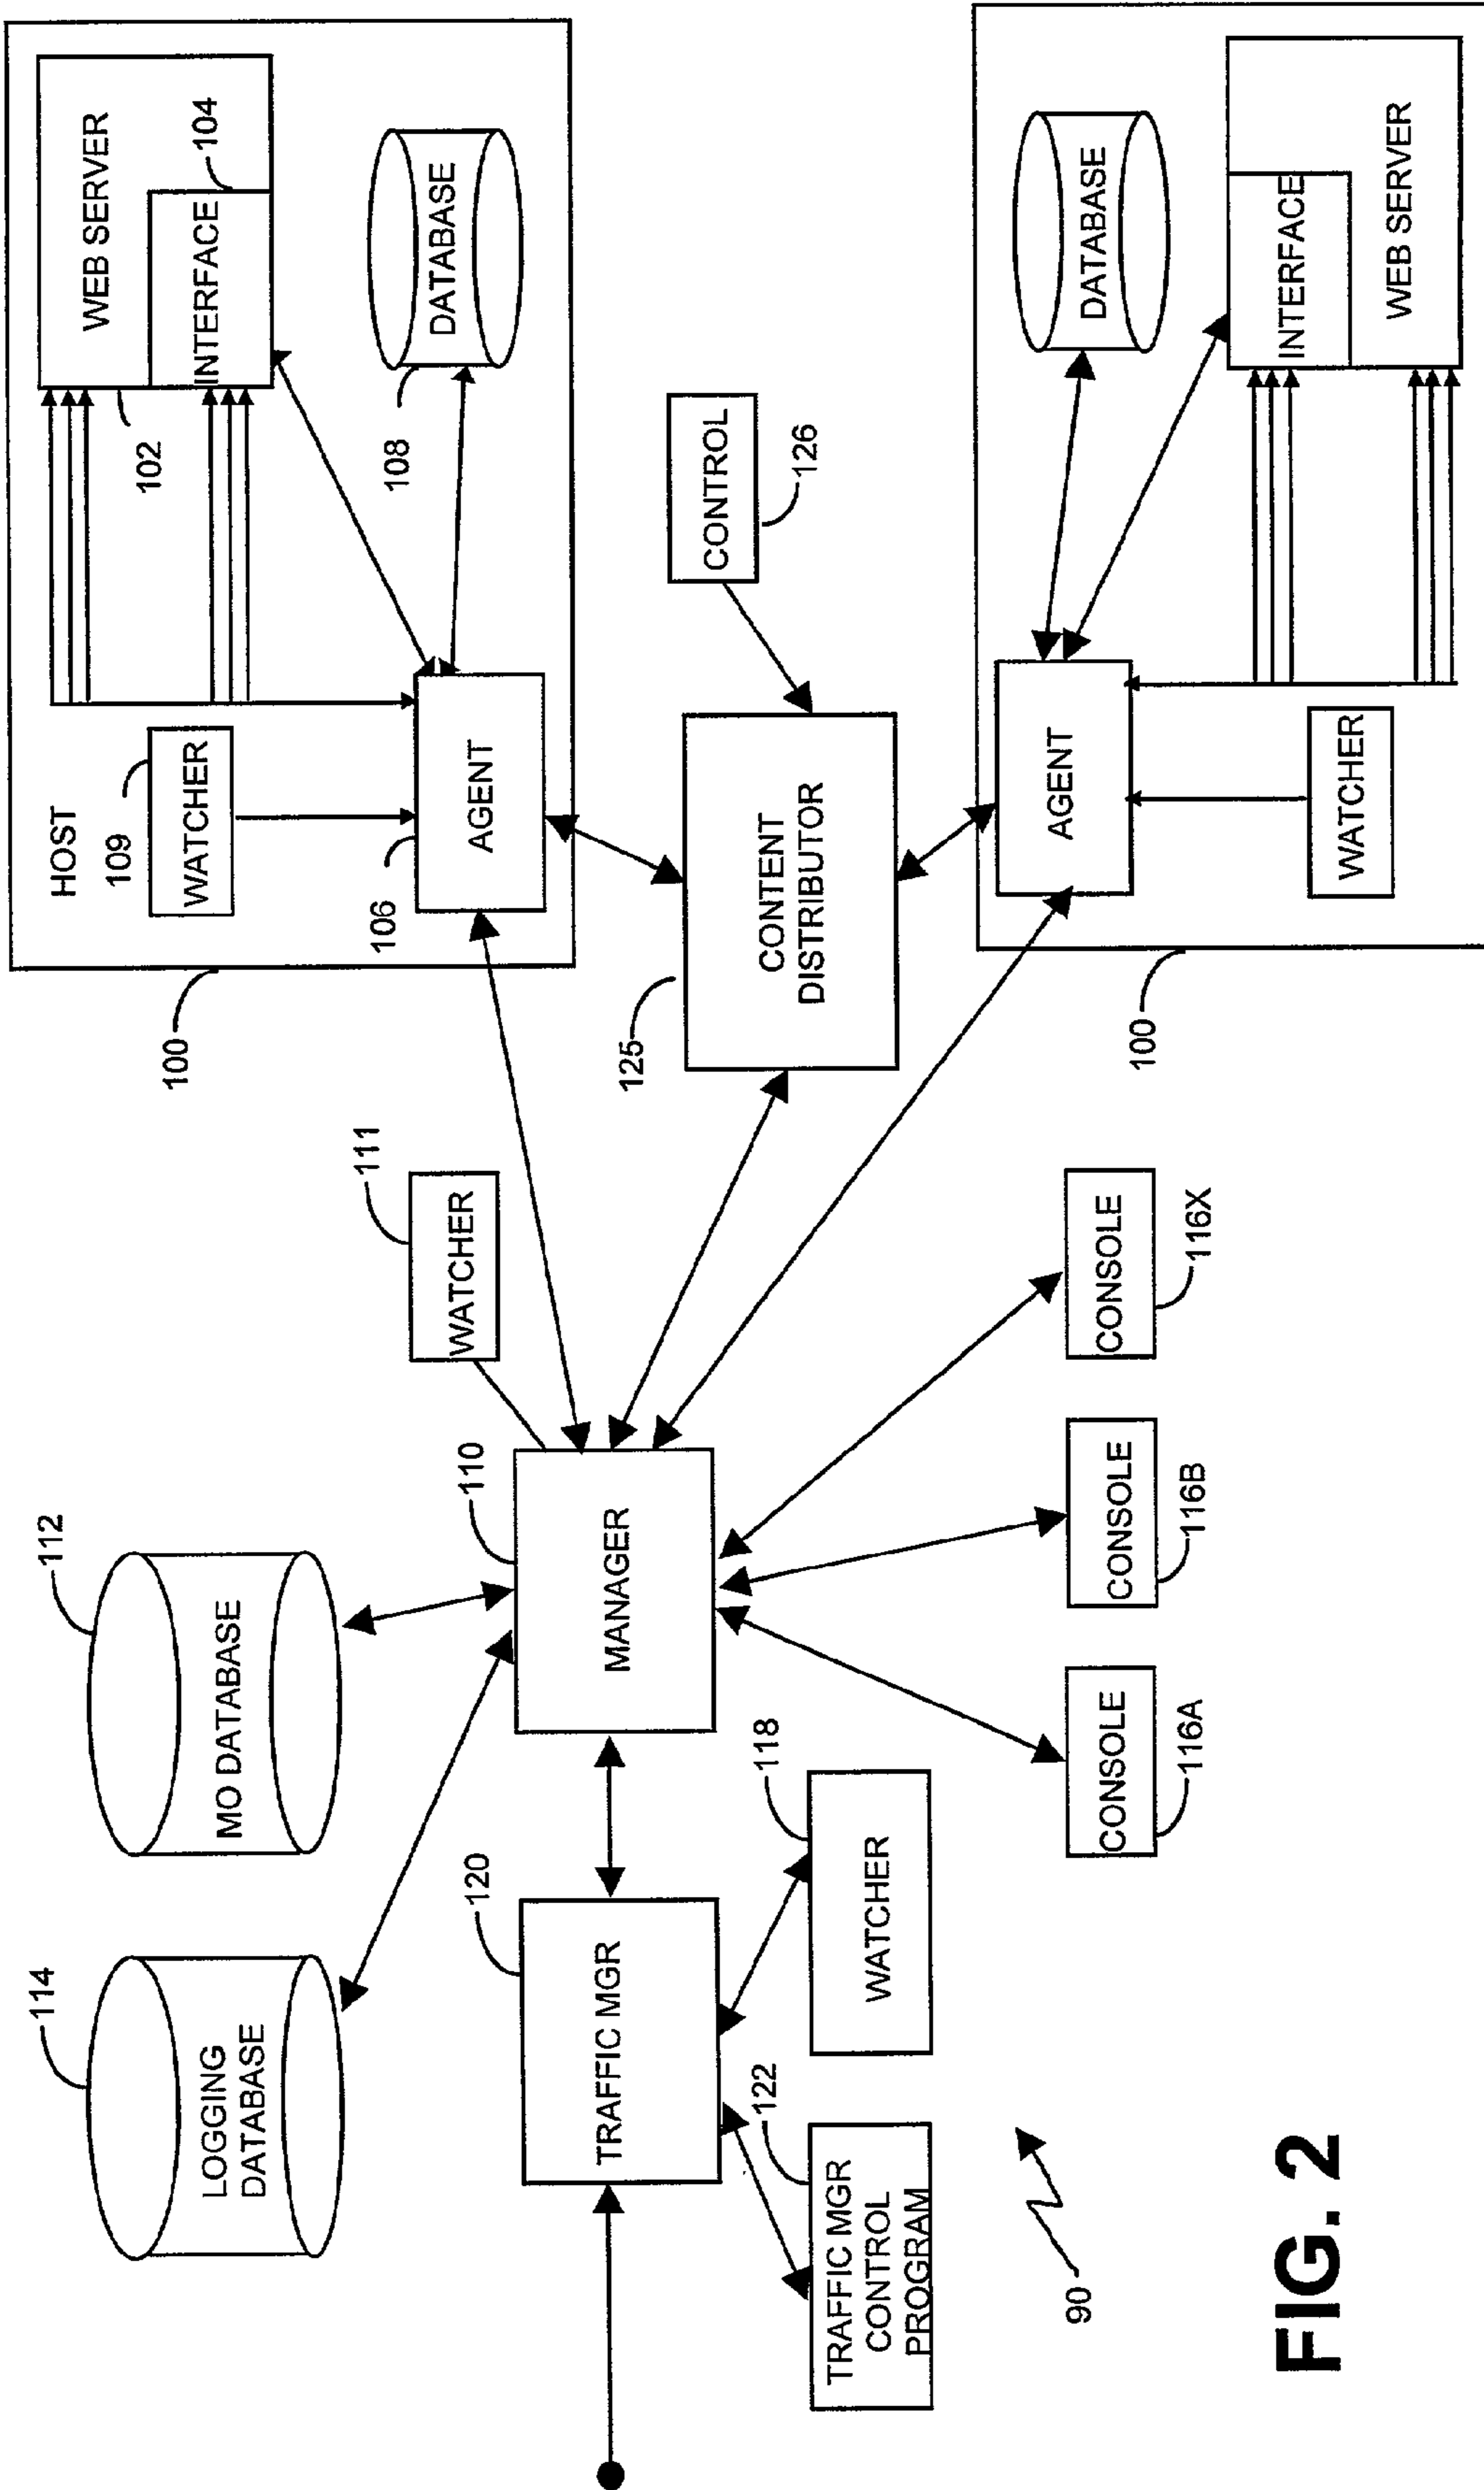 114
LOGGING
DATABASE
112
MO DATABASE
120
TRAFFIC MGR
110
MANAGER
111
WATCHER
122
TRAFFIC MGR
CONTROL
PROGRAM
118
WATCHER
CONSOLE
116A
CONSOLE
116B
CONSOLE
116X
100
HOST
109
WATCHER
102
WEB SERVER
INTERFACE
104
106
AGENT
108
DATABASE
125
CONTENT
DISTRIBUTOR
CONTROL
126
100
AGENT
WATCHER
DATABASE
INTERFACE
WEB SERVER
90
FIG. 2